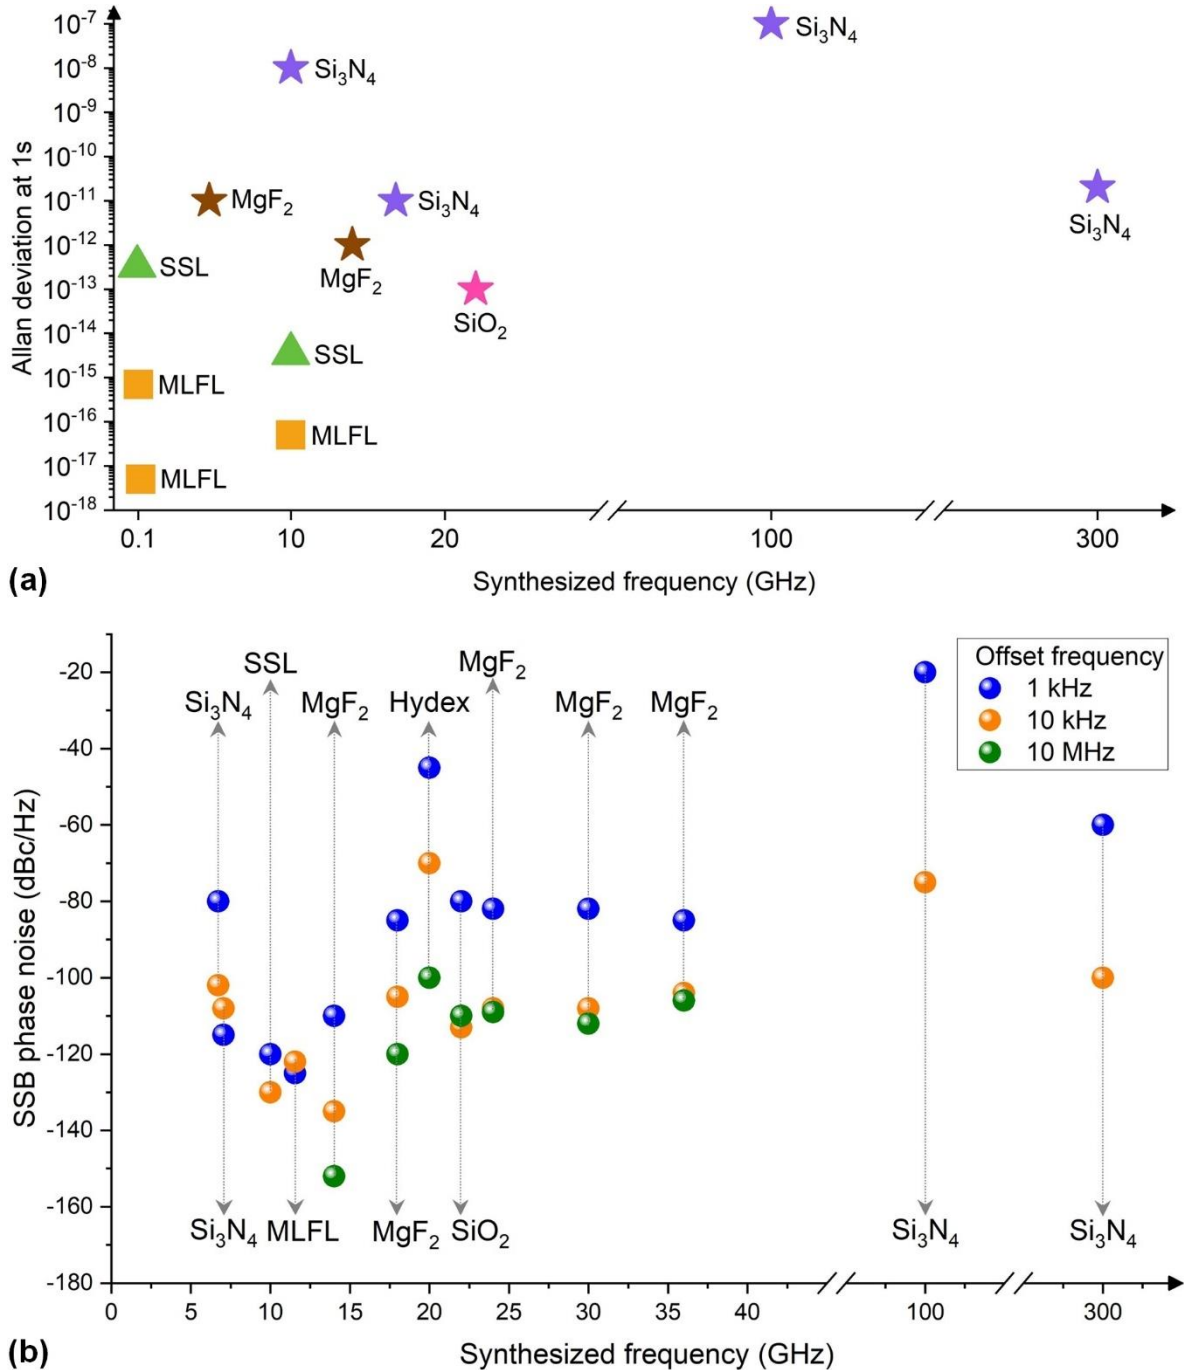 10⁻⁷
Si₃N₄
10⁻⁸
Si₃N₄
10⁻⁹
10⁻¹⁰
10⁻¹¹
MgF₂
Si₃N₄
Si₃N₄
10⁻¹²
MgF₂
SSL
10⁻¹³
SiO₂
10⁻¹⁴
SSL
10⁻¹⁵
MLFL
10⁻¹⁶
MLFL
10⁻¹⁷
MLFL
10⁻¹⁸
Allan deviation at 1s
0.1 10 20 100 300
(a) Synthesized frequency (GHz)
SSL MgF₂
Si₃N₄ MgF₂ Hydex MgF₂ MgF₂
Offset frequency
1 kHz
10 kHz
10 MHz
-20
-40
-60
-80
-100
-120
-140
-160
-180
SSB phase noise (dBc/Hz)
Si₃N₄ MLFL MgF₂ SiO₂ Si₃N₄ Si₃N₄
0 5 10 15 20 25 30 35 40 100 300
(b) Synthesized frequency (GHz)